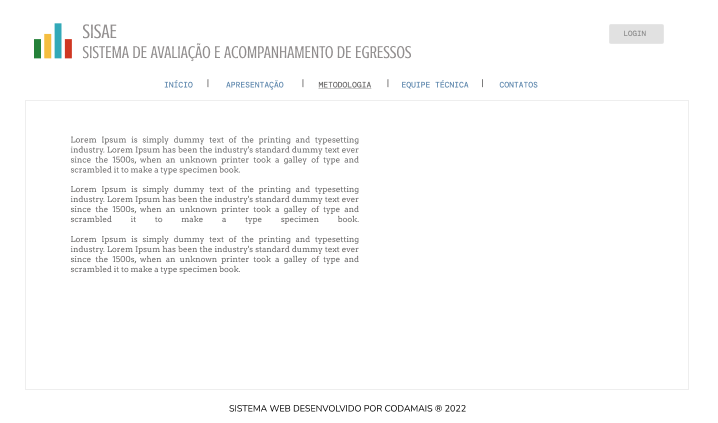 SISAE
SISTEMA DE AVALIAÇÃO E ACOMPANHAMENTO DE EGRESSOS
LOGIN
INÍCIO | APRESENTAÇÃO | METODOLOGIA | EQUIPE TÉCNICA | CONTATOS
Lorem Ipsum is simply dummy text of the printing and typesetting
industry. Lorem Ipsum has been the industry's standard dummy text ever
since the 1500s, when an unknown printer took a galley of type and
scrambled it to make a type specimen book.
Lorem Ipsum is simply dummy text of the printing and typesetting
industry. Lorem Ipsum has been the industry's standard dummy text ever
since the 1500s, when an unknown printer took a galley of type and
scrambled it to make a type specimen book.
Lorem Ipsum is simply dummy text of the printing and typesetting
industry. Lorem Ipsum has been the industry's standard dummy text ever
since the 1500s, when an unknown printer took a galley of type and
scrambled it to make a type specimen book.
SISTEMA WEB DESENVOLVIDO POR CODAMAIS ® 2022